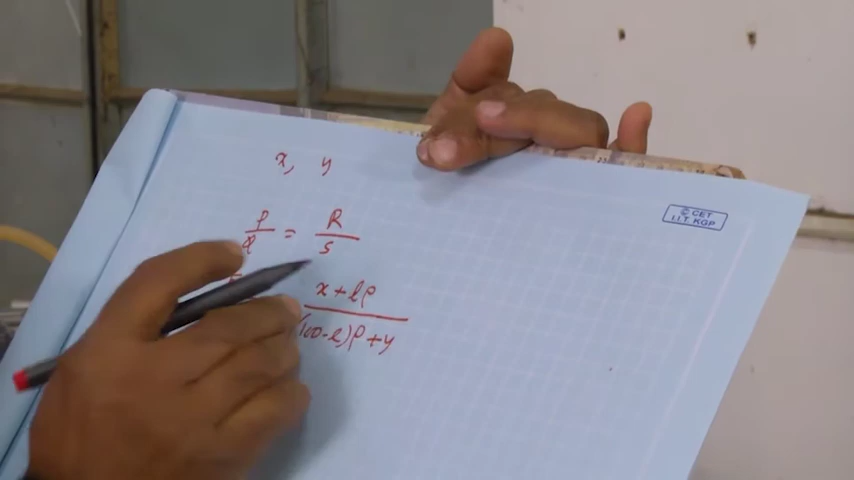 x, y
P/Q = R/S
x+lρ / (100-l)ρ+y
© CET
I.I.T. KGP